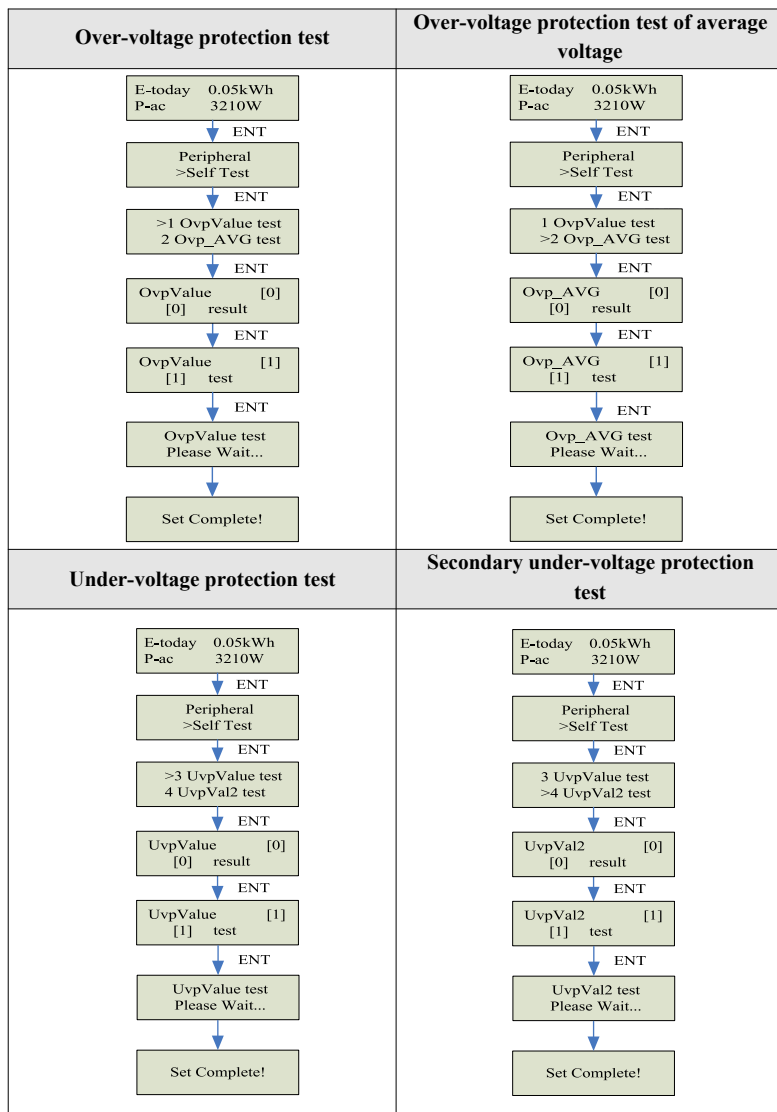 Over-voltage protection test
E-today 0.05kWh
P-ac 3210W
ENT
Peripheral
>Self Test
ENT
>1 OvpValue test
2 Ovp_AVG test
ENT
OvpValue [0]
[0] result
ENT
OvpValue [1]
[1] test
ENT
OvpValue test
Please Wait...
Set Complete!
Over-voltage protection test of average
voltage
E-today 0.05kWh
P-ac 3210W
ENT
Peripheral
>Self Test
ENT
1 OvpValue test
>2 Ovp_AVG test
ENT
Ovp_AVG [0]
[0] result
ENT
Ovp_AVG [1]
[1] test
ENT
Ovp_AVG test
Please Wait...
Set Complete!
Under-voltage protection test
E-today 0.05kWh
P-ac 3210W
ENT
Peripheral
>Self Test
ENT
>3 UvpValue test
4 UvpVal2 test
ENT
UvpValue [0]
[0] result
ENT
UvpValue [1]
[1] test
ENT
UvpValue test
Please Wait...
Set Complete!
Secondary under-voltage protection
test
E-today 0.05kWh
P-ac 3210W
ENT
Peripheral
>Self Test
ENT
3 UvpValue test
>4 UvpVal2 test
ENT
UvpVal2 [0]
[0] result
ENT
UvpVal2 [1]
[1] test
ENT
UvpVal2 test
Please Wait...
Set Complete!